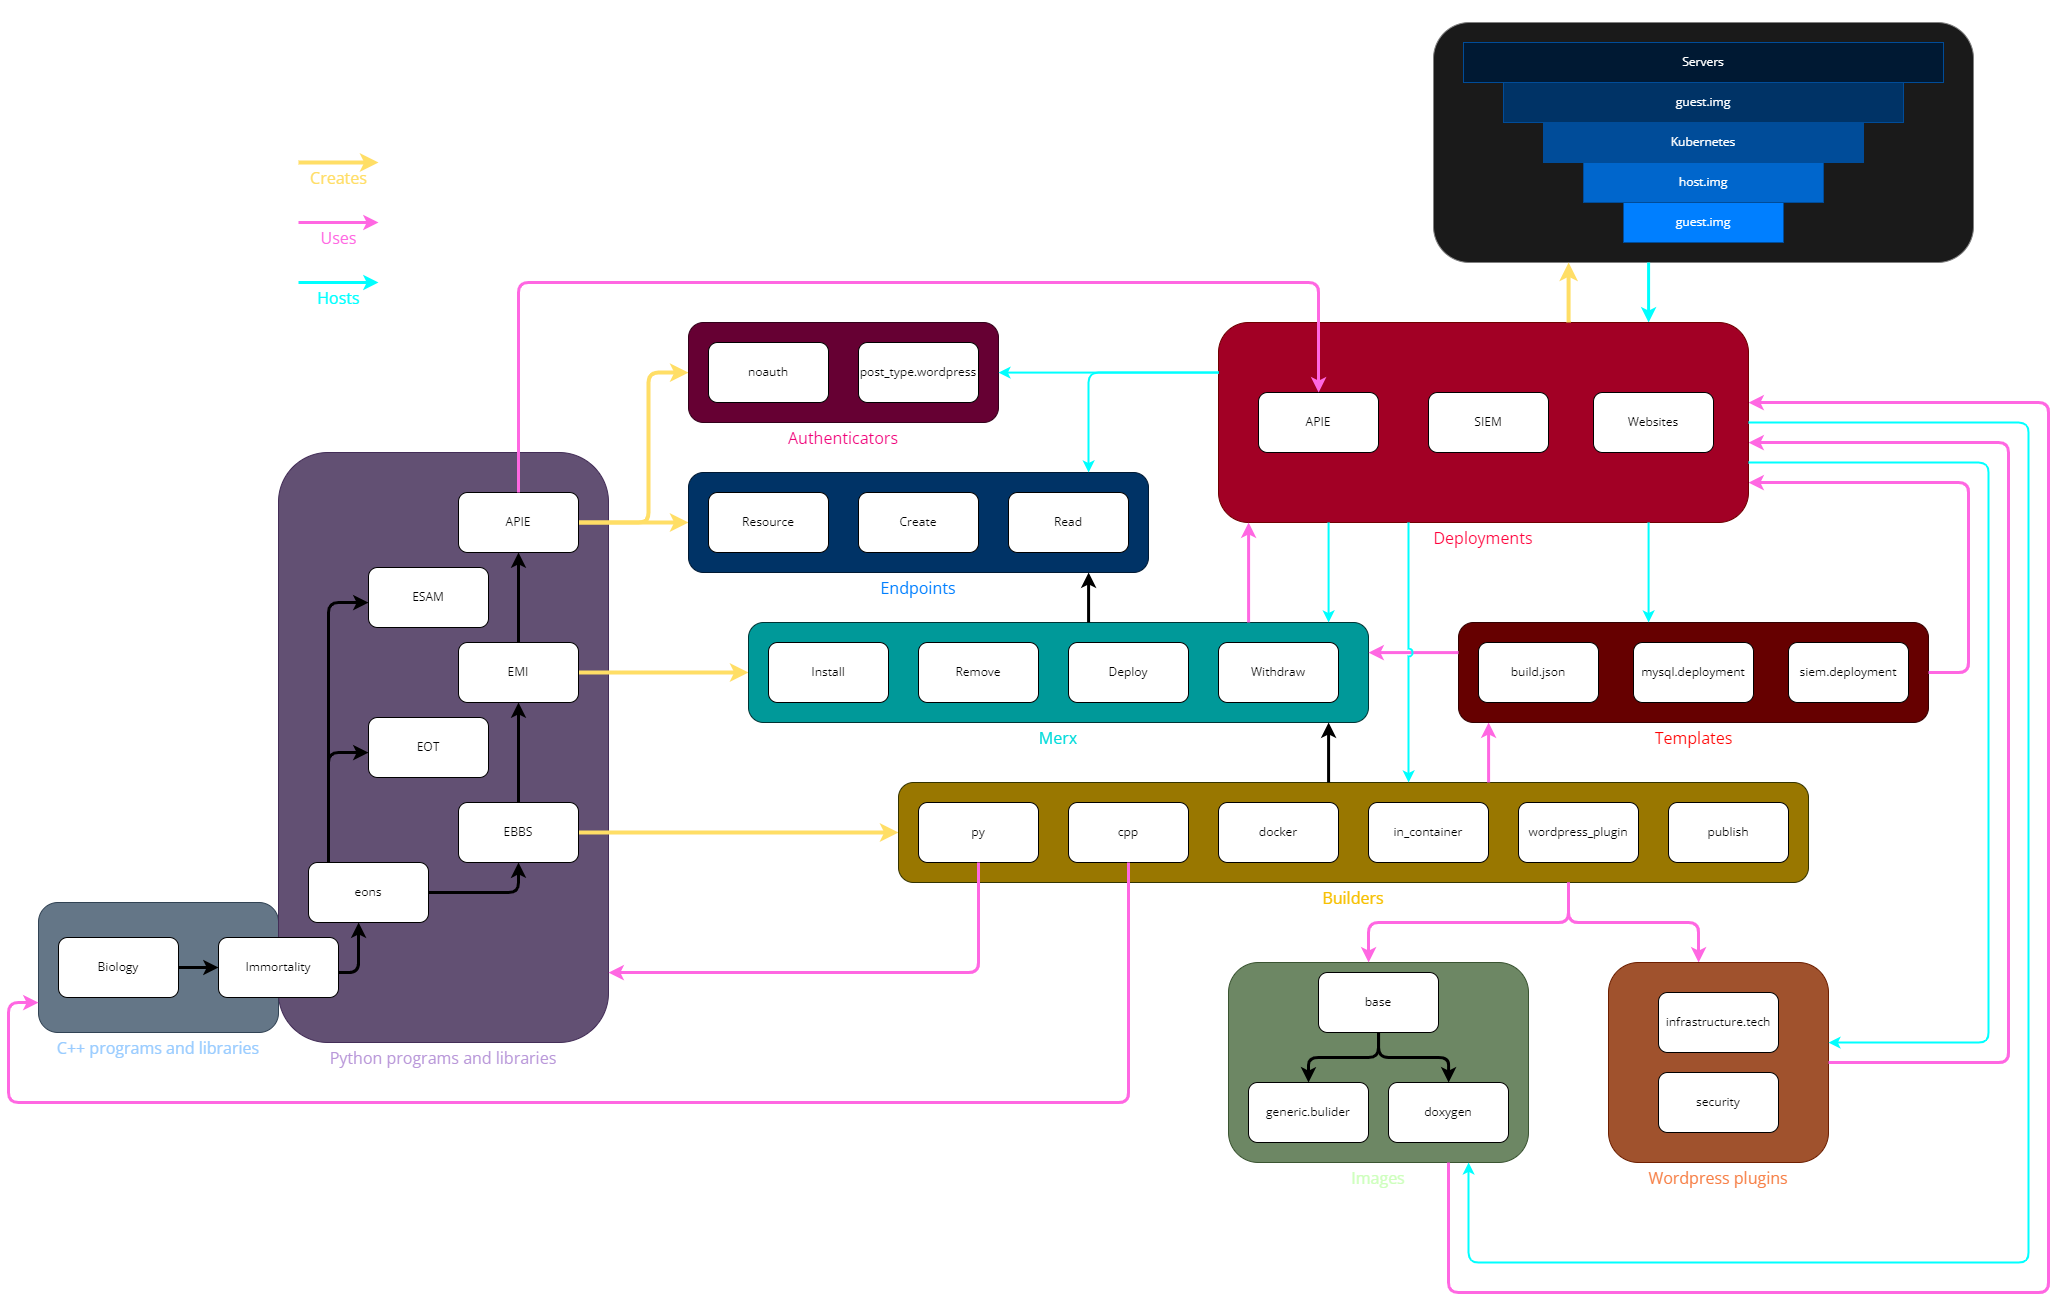 Servers
guest.img
Kubernetes
host.img
guest.img
Creates
Uses
Hosts
noauth
post_type.wordpress
Authenticators
APIE
SIEM
Websites
Deployments
Resource
Create
Read
Endpoints
APIE
ESAM
EMI
EOT
EBBS
eons
Install
Remove
Deploy
Withdraw
Merx
build.json
mysql.deployment
siem.deployment
Templates
py
cpp
docker
in_container
wordpress_plugin
publish
Builders
Biology
Immortality
C++ programs and libraries
Python programs and libraries
base
generic.bulider
doxygen
Images
infrastructure.tech
security
Wordpress plugins